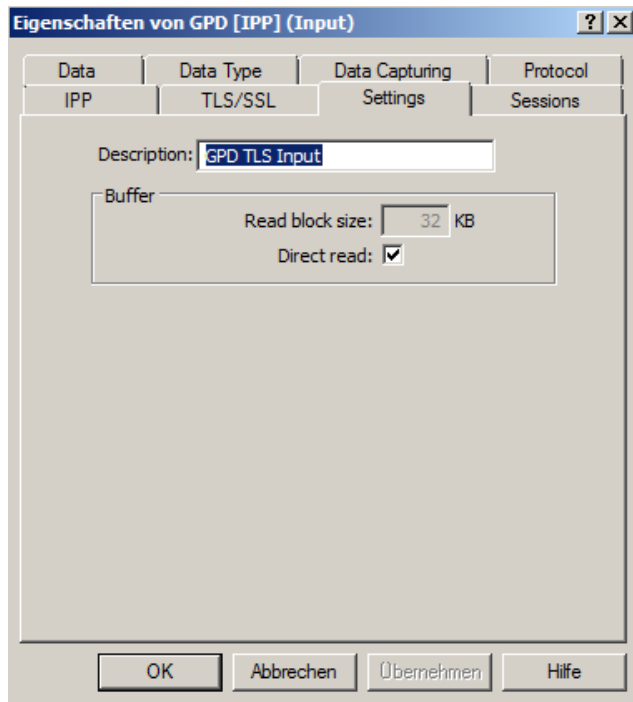 Eigenschaften von GPD [IPP] (Input)
Data Data Type Data Capturing Protocol
IPP TLS/SSL Settings Sessions
Description: GPD TLS Input
Buffer
Read block size: 32 KB
Direct read:
OK Abbrechen Übernehmen Hilfe